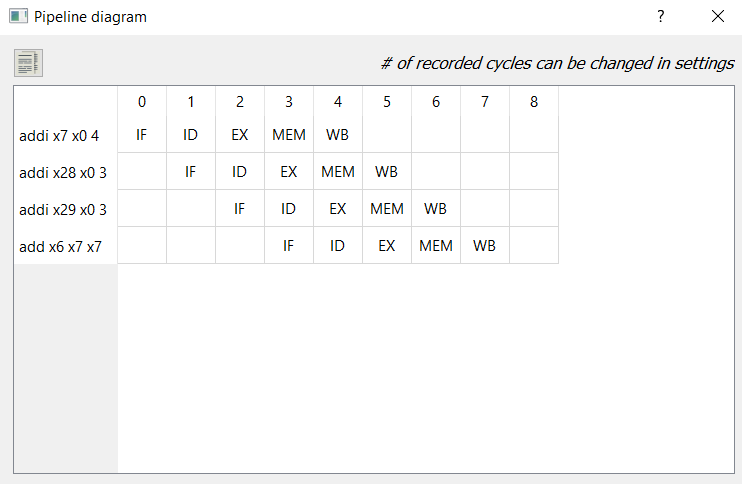 Pipeline diagram ?
# of recorded cycles can be changed in settings
0 1 2 3 4 5 6 7 8
addi x7 x0 4 IF ID EX MEM WB
addi x28 x0 3 IF ID EX MEM WB
addi x29 x0 3 IF ID EX MEM WB
add x6 x7 x7 IF ID EX MEM WB